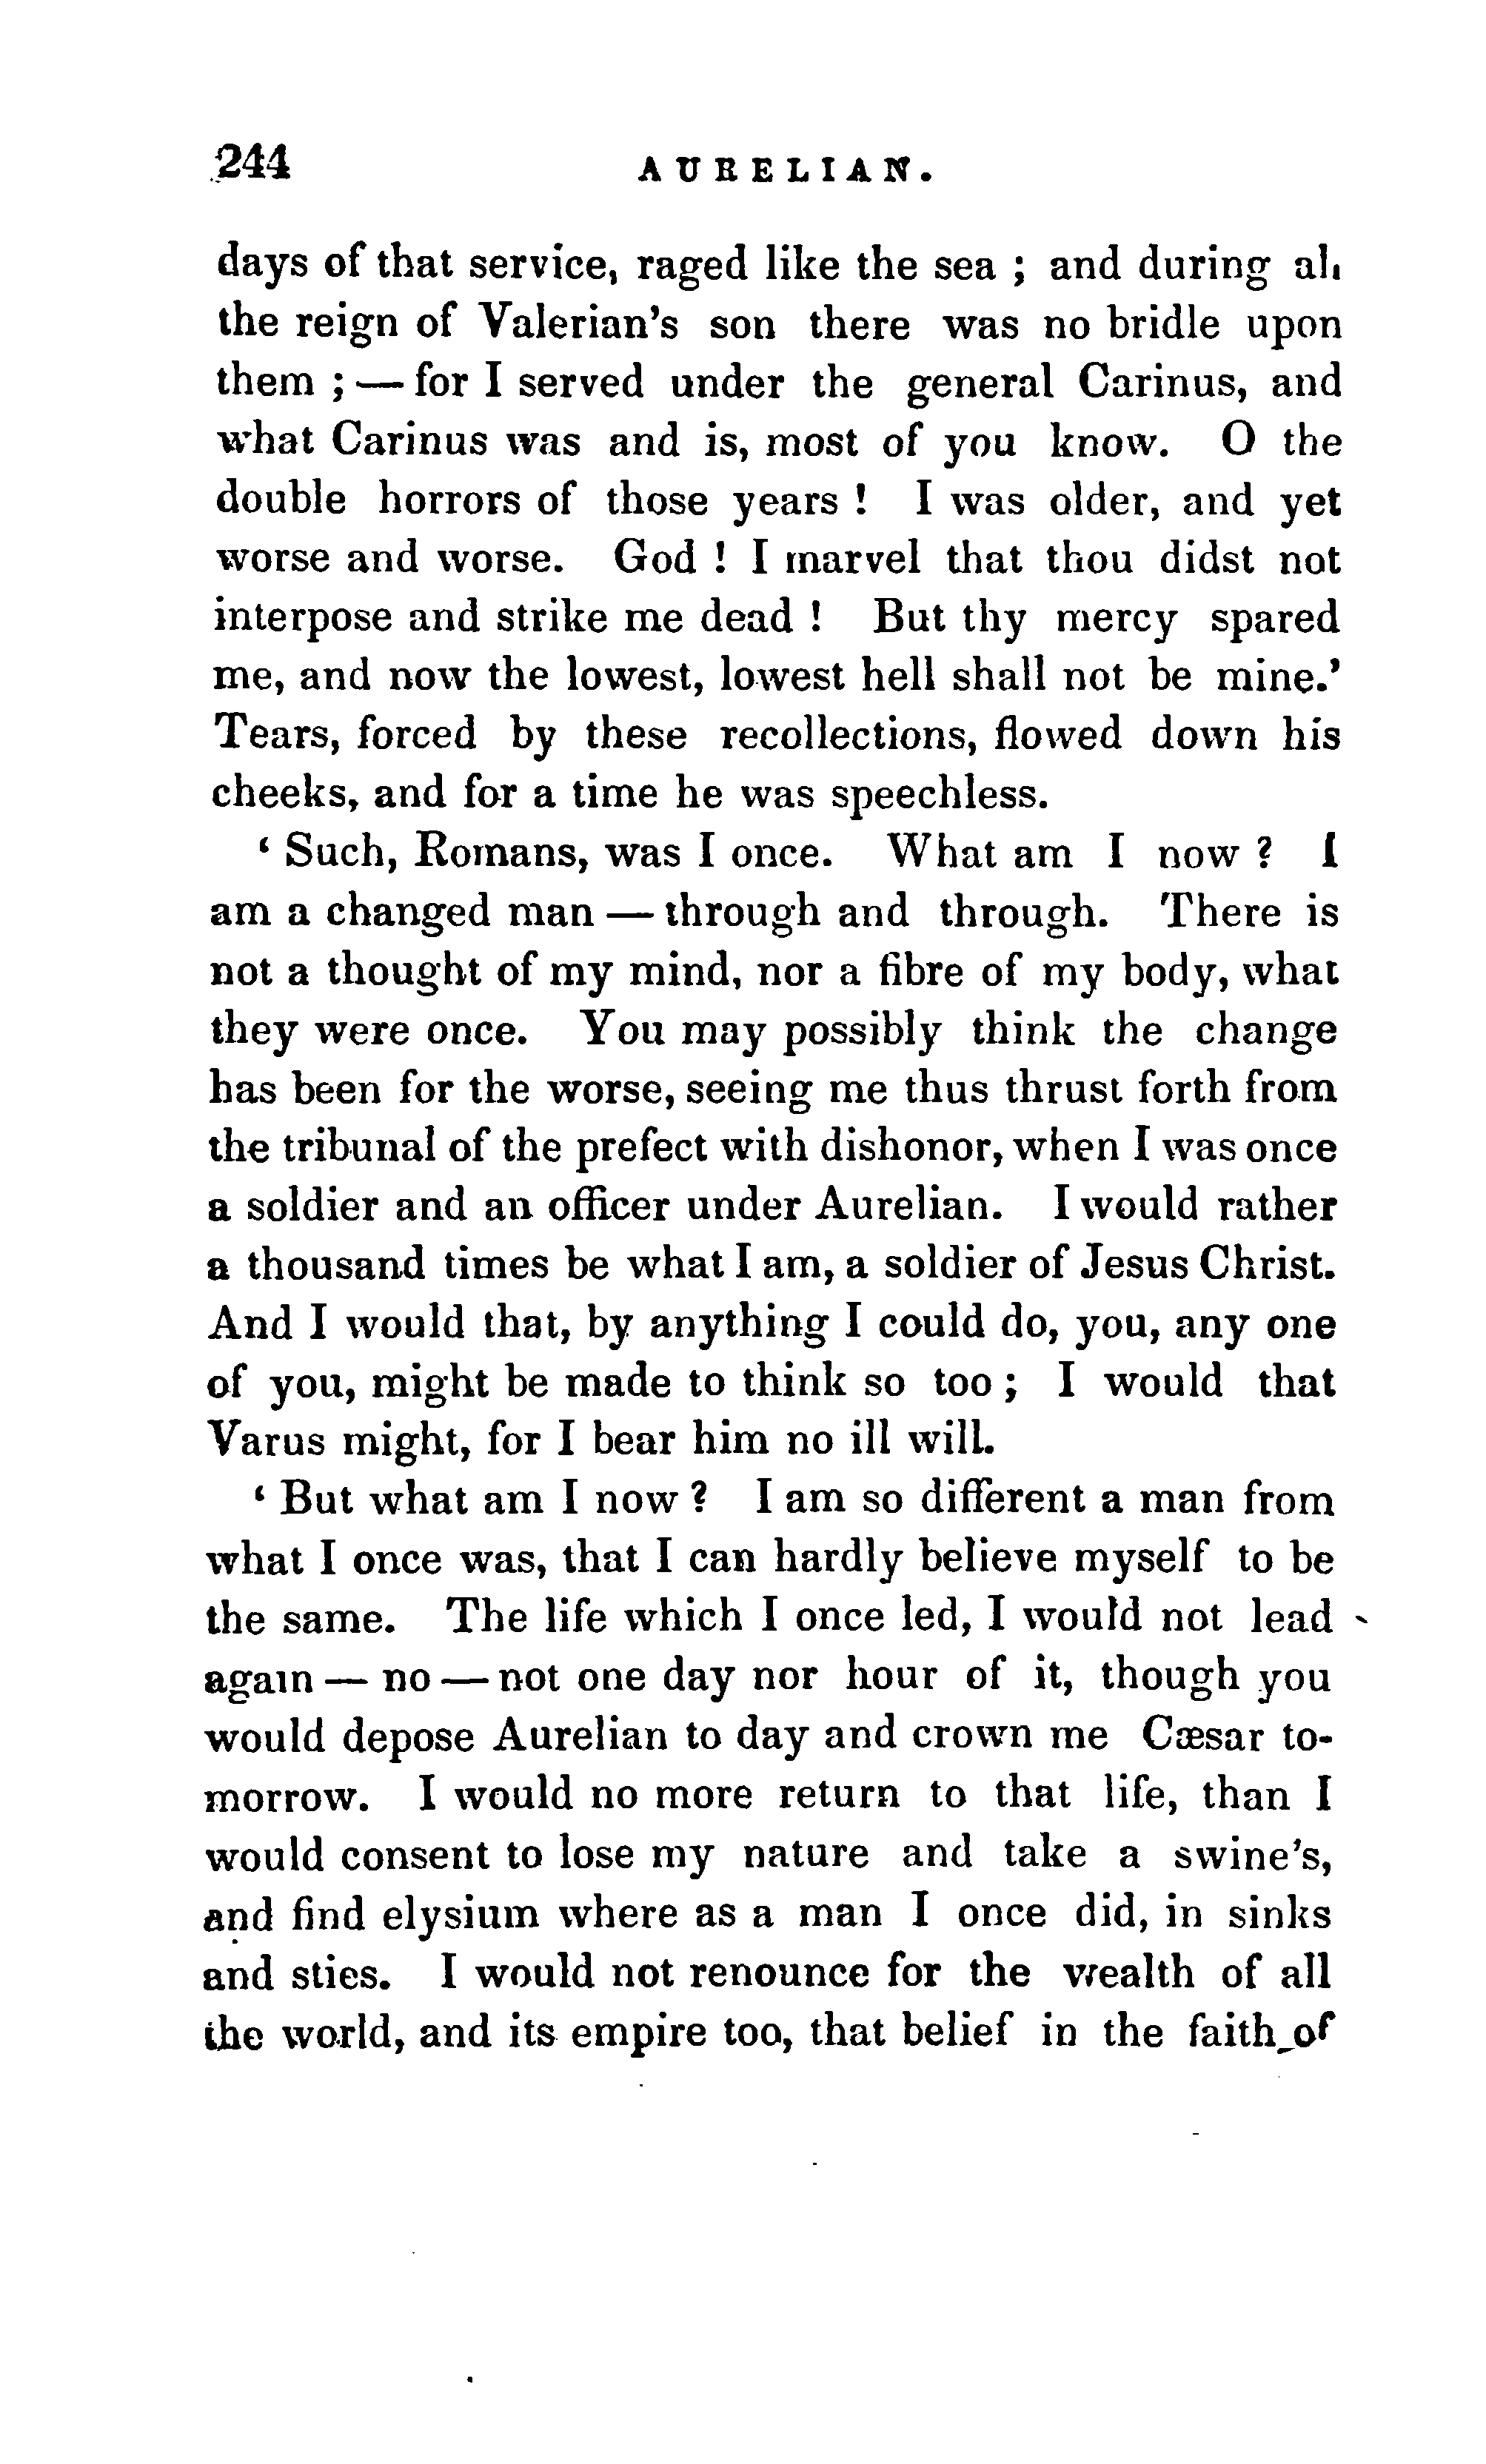 244 AURELIAN.
days of that service, raged like the sea ; and during all
the reign of Valerian's son there was no bridle upon
them ; — for I served under the general Carinus, and
what Carinus was and is, most of you know. O the
double horrors of those years ! I was older, and yet
worse and worse. God ! I marvel that thou didst not
interpose and strike me dead ! But thy mercy spared
me, and now the lowest, lowest hell shall not be mine.'
Tears, forced by these recollections, flowed down his
cheeks, and for a time he was speechless.
‘ Such, Romans, was I once. What am I now ? I
am a changed man — through and through. There is
not a thought of my mind, nor a fibre of my body, what
they were once. You may possibly think the change
has been for the worse, seeing me thus thrust forth from
the tribunal of the prefect with dishonor, when I was once
a soldier and an officer under Aurelian. I would rather
a thousand times be what I am, a soldier of Jesus Christ.
And I would that, by anything I could do, you, any one
of you, might be made to think so too ; I would that
Varus might, for I bear him no ill will.
‘ But what am I now ? I am so different a man from
what I once was, that I can hardly believe myself to be
the same. The life which I once led, I would not lead
again — no — not one day nor hour of it, though you
would depose Aurelian to day and crown me Cæsar to-
morrow. I would no more return to that life, than I
would consent to lose my nature and take a swine's,
and find elysium where as a man I once did, in sinks
and sties. I would not renounce for the wealth of all
the world, and its empire too, that belief in the faith of